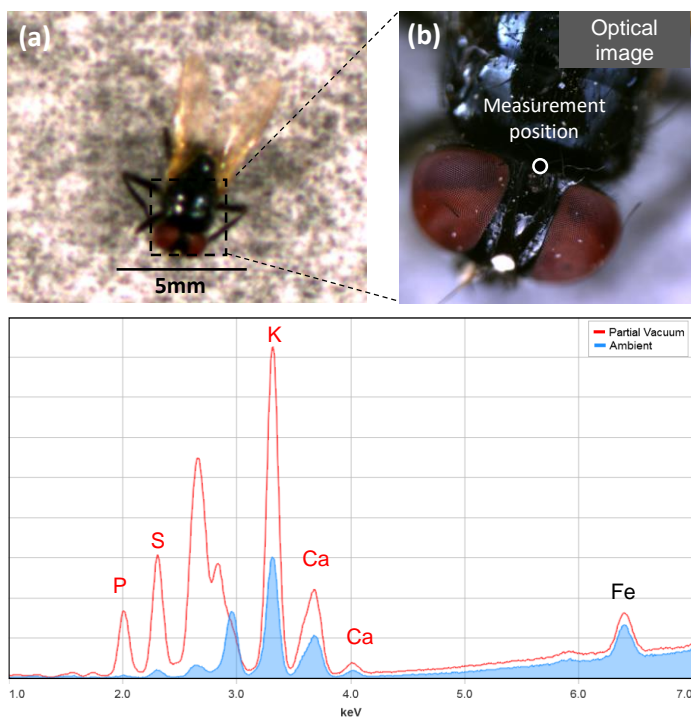 (a)
5mm
(b)
Optical
image
Measurement
position
K
S
P
Ca
Ca
Fe
Partial Vacuum
Ambient
1.0 2.0 3.0 4.0 5.0 6.0 7.0
keV